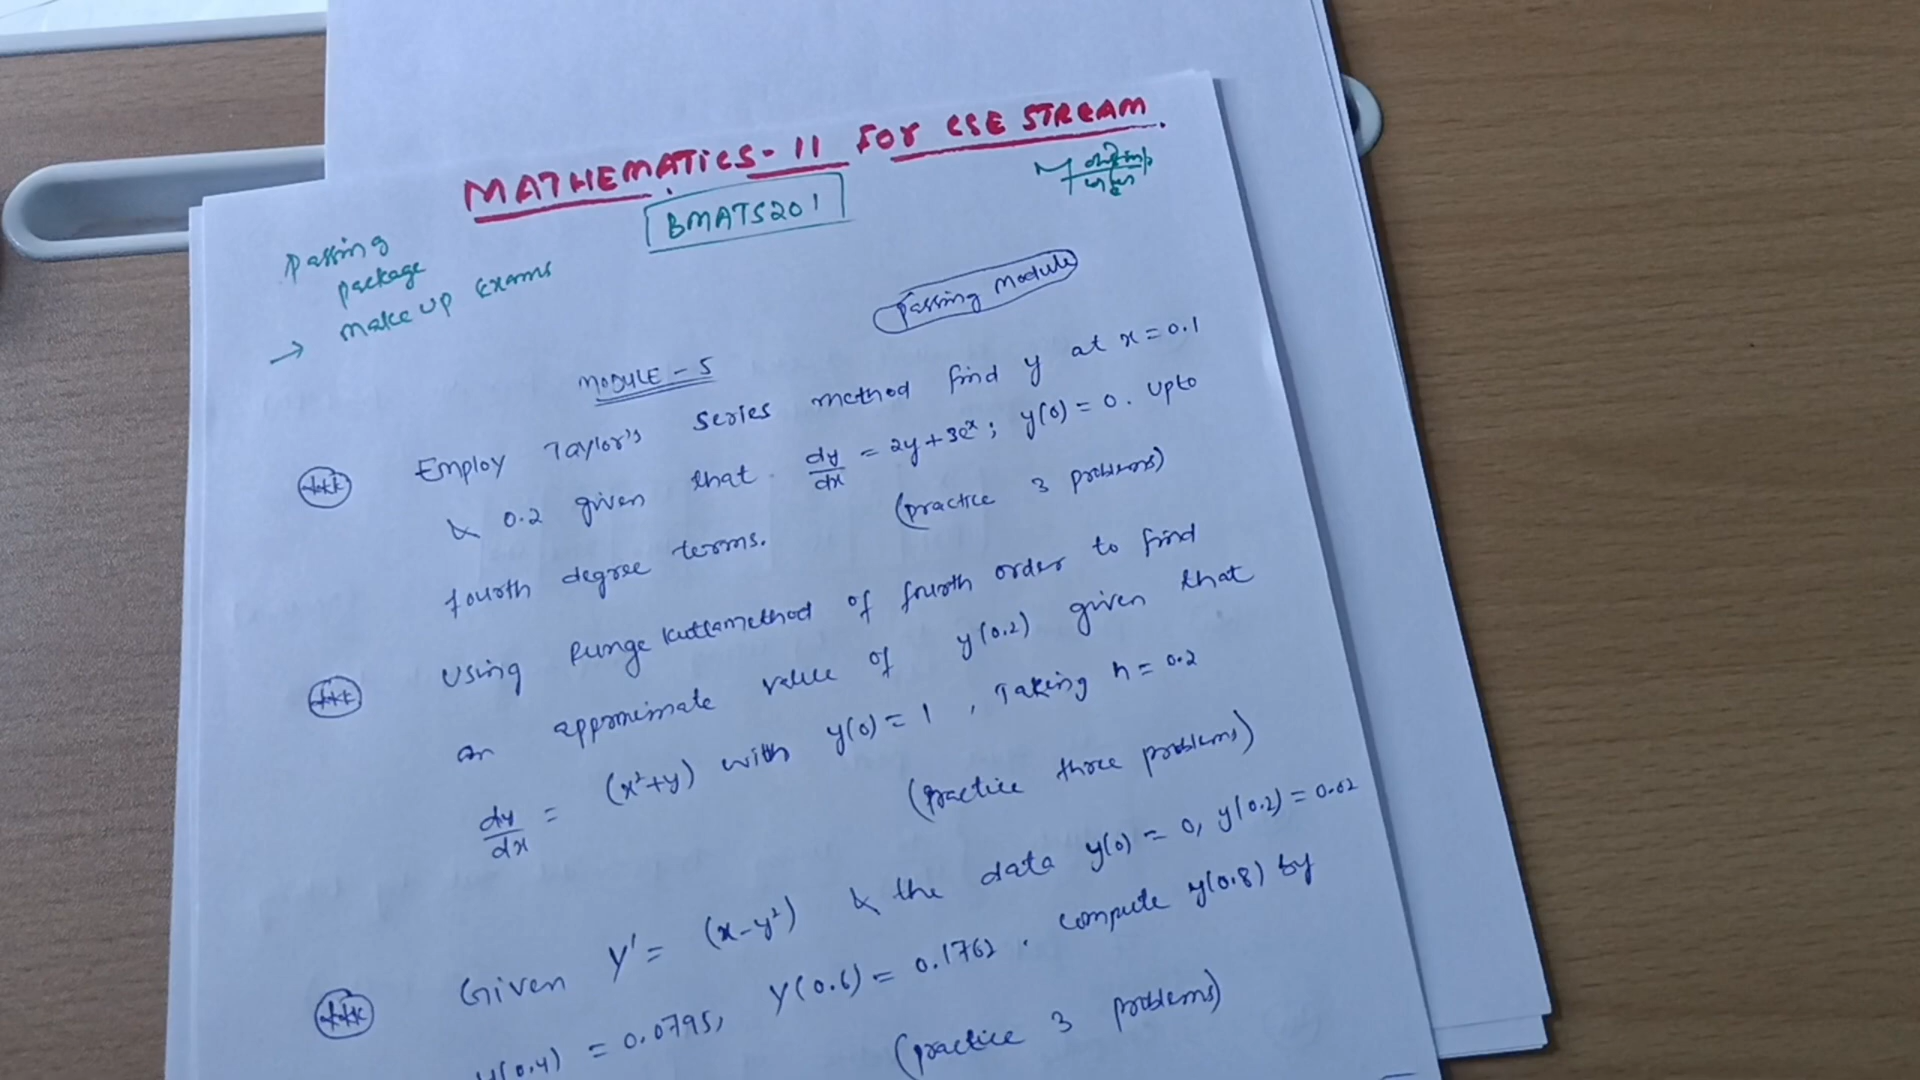 MATHEMATICS-II FOR CSE STREAM.
BMATS201
Passing
package
→ make up Exams
Passing Module
MODULE - 5
Employ Taylor's series method find y at x = 0.1
& 0.2 given that dy/dx = 2y + 3eˣ; y(0) = 0. upto
fourth degree terms. (practice 3 problems)
Using Runge kutta method of fourth order to find
an approximate value of y(0.2) given that
dy/dx = (x²+y) with y(0) = 1, Taking h = 0.2
(practice three problems)
Given y' = (x-y²) & the data y(0) = 0, y(0.2) = 0.02
y(0.4) = 0.0795, y(0.6) = 0.1762. compute y(0.8) by
(practice 3 problems)